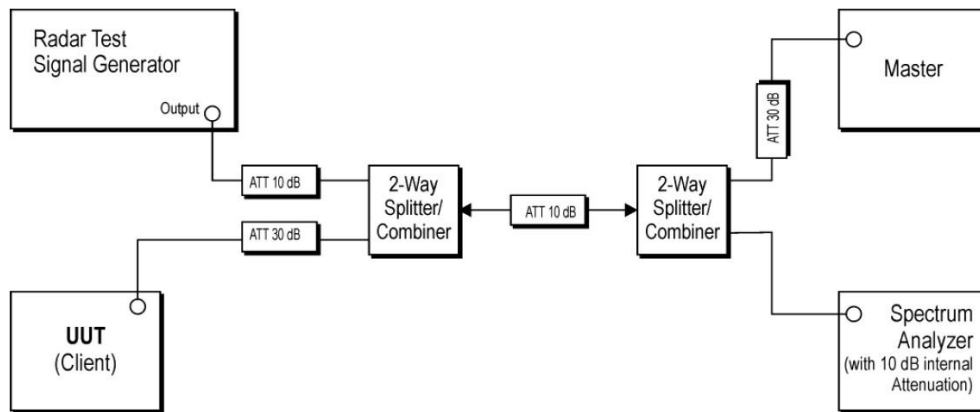 Radar Test
Signal Generator
Output
Master
ATT 30 dB
ATT 10 dB
2-Way
Splitter/
Combiner
ATT 10 dB
2-Way
Splitter/
Combiner
ATT 30 dB
UUT
(Client)
Spectrum
Analyzer
(with 10 dB internal
Attenuation)